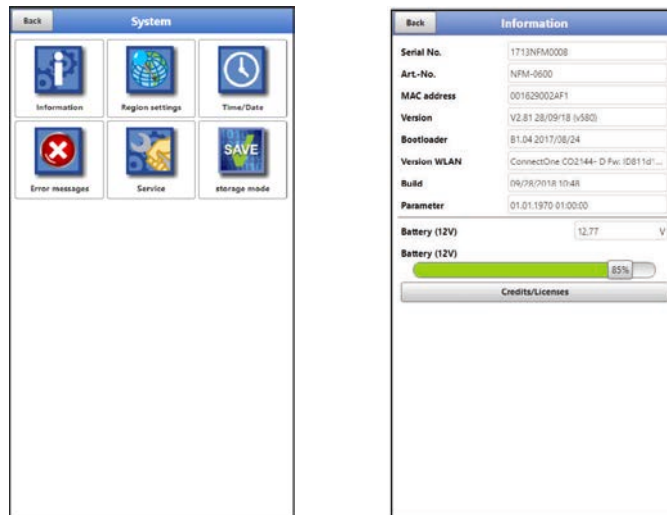 Back System
Information Region settings Time/Date
Error messages Service SAVE storage mode
Back Information
Serial No. 1713NFM0008
Art.-No. NFM-0600
MAC address 001629002AF1
Version V2.81 28/09/18 (v580)
Bootloader B1.04 2017/08/24
Version WLAN ConnectOne CO2144- D Fw: ID811d'...
Build 09/28/2018 10:48
Parameter 01.01.1970 01:00:00
Battery (12V) 12,77 V
Battery (12V)
85%
Credits/Licenses